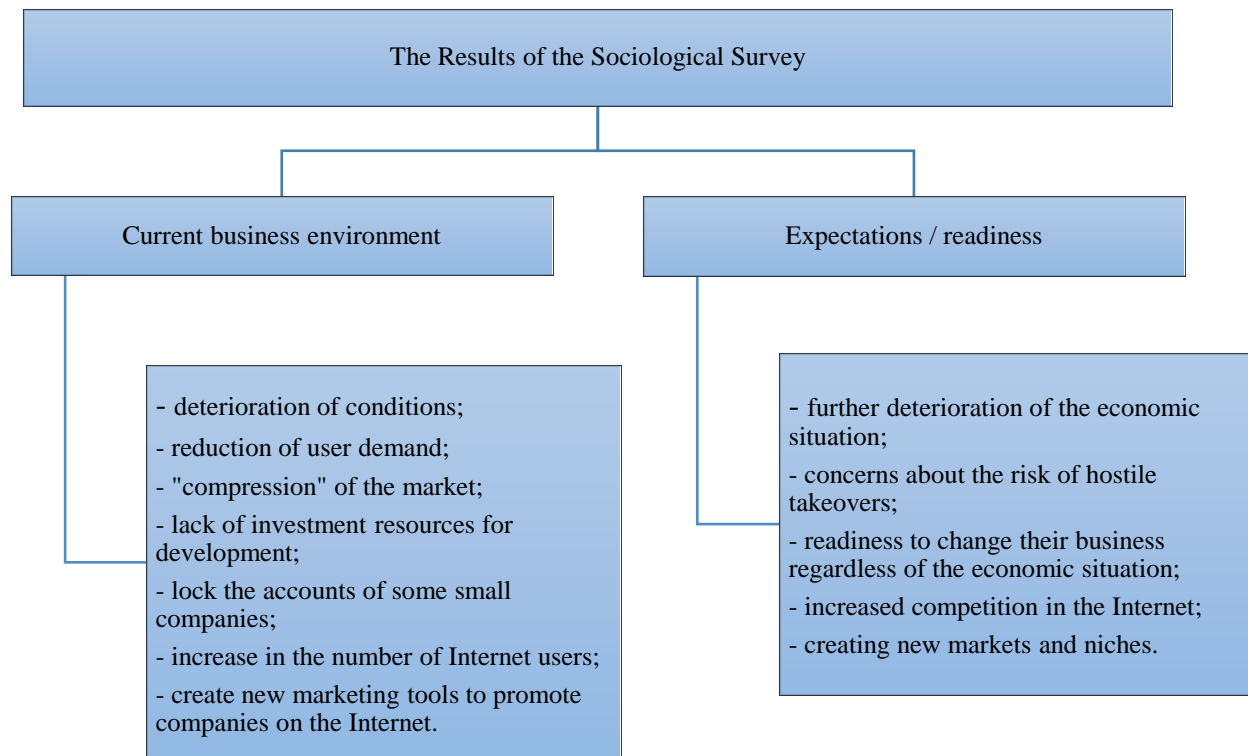 The Results of the Sociological Survey
Current business environment
Expectations / readiness
- deterioration of conditions;
- reduction of user demand;
- "compression" of the market;
- lack of investment resources for
development;
- lock the accounts of some small
companies;
- increase in the number of Internet users;
- create new marketing tools to promote
companies on the Internet.
- further deterioration of the economic
situation;
- concerns about the risk of hostile
takeovers;
- readiness to change their business
regardless of the economic situation;
- increased competition in the Internet;
- creating new markets and niches.